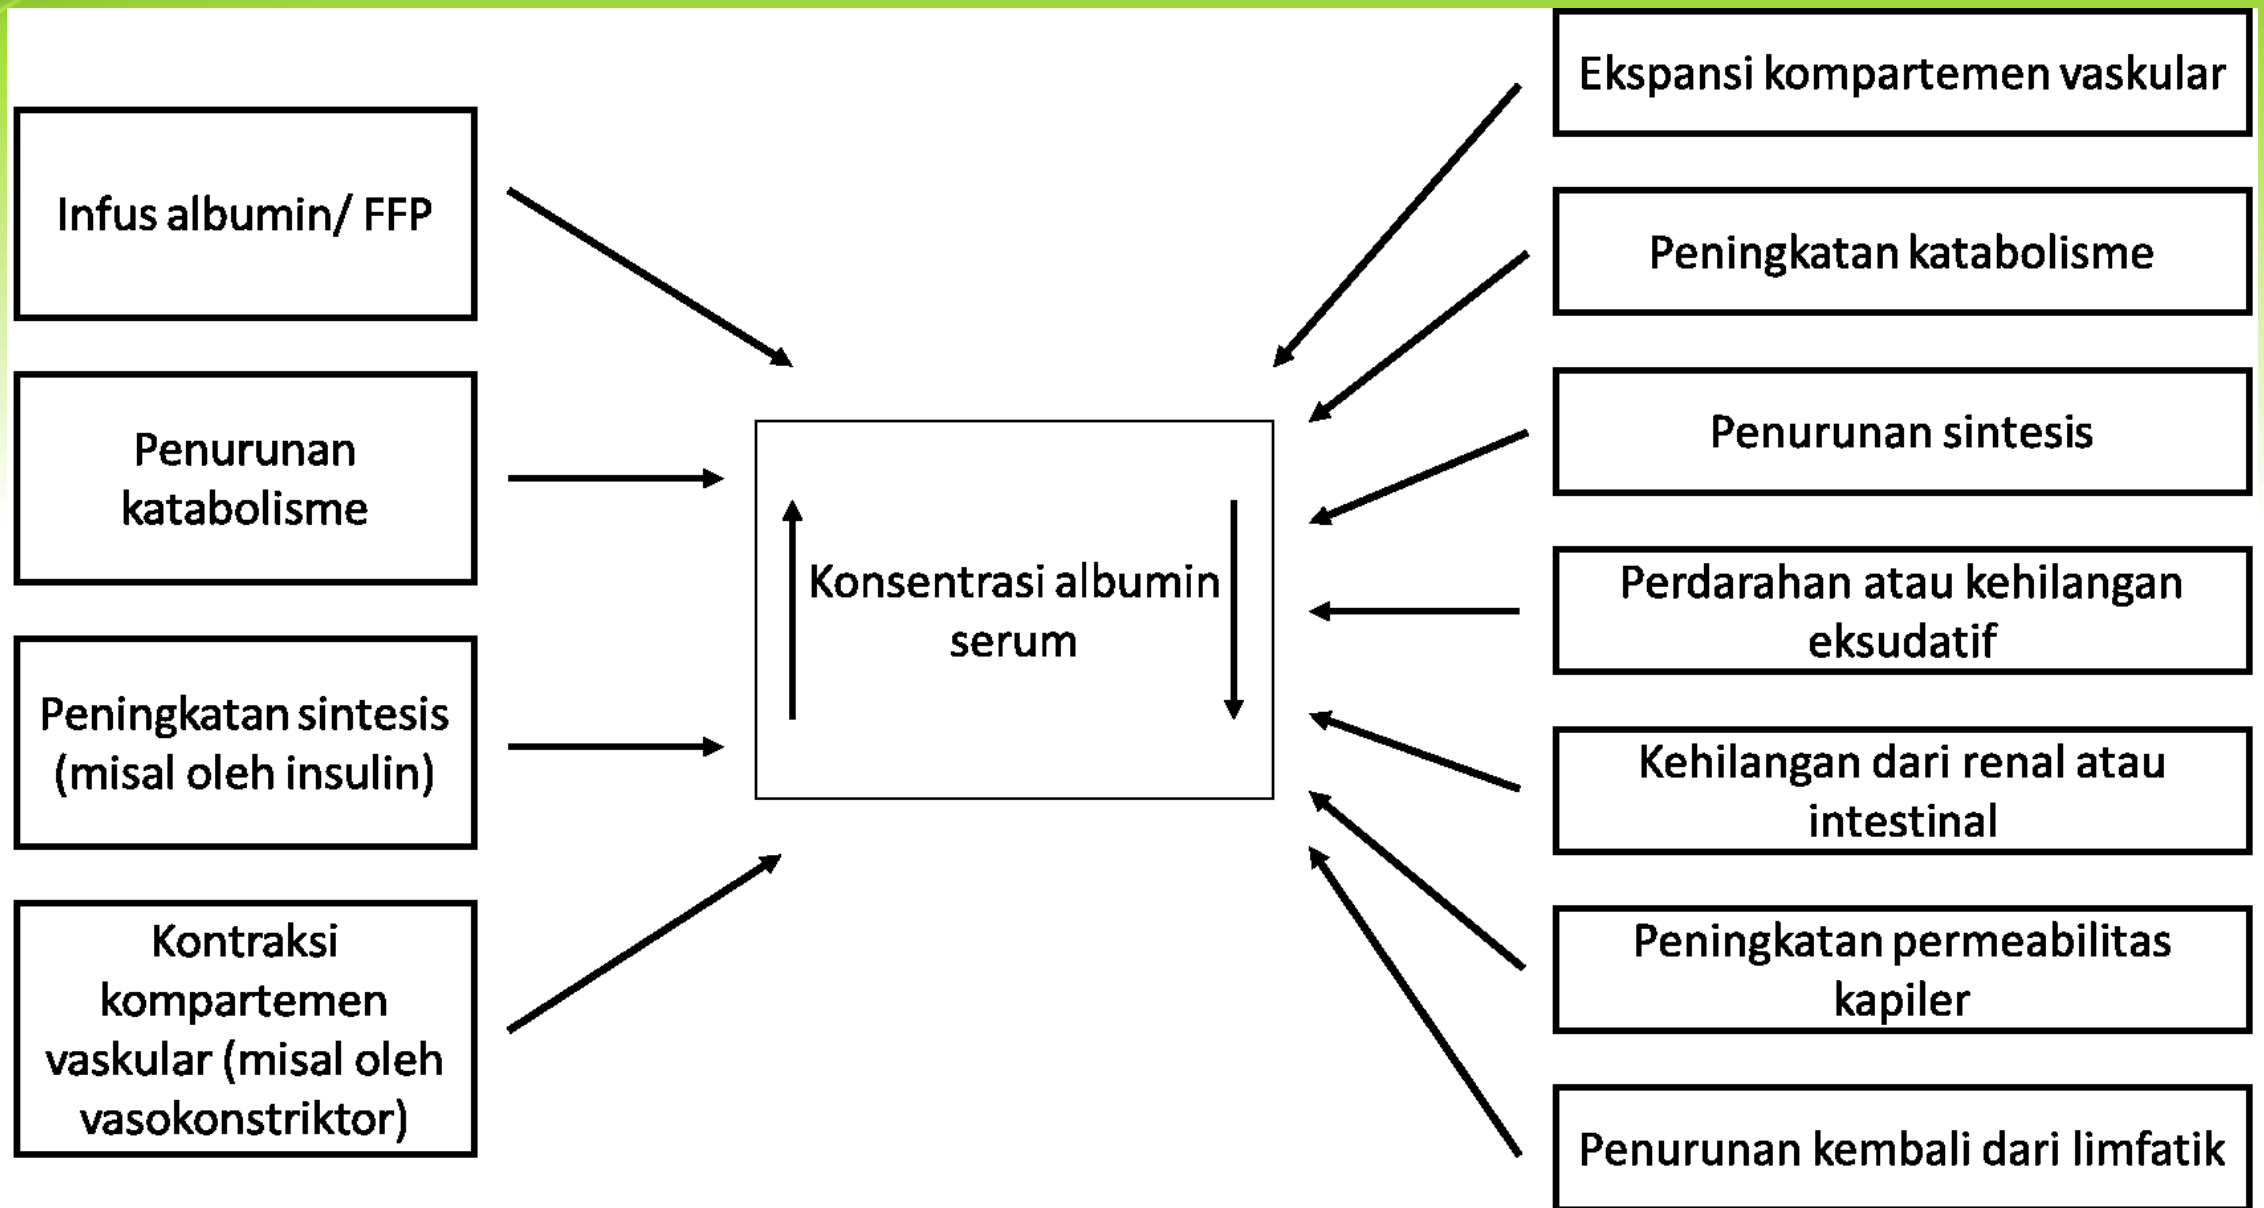 Infus albumin/ FFP
Penurunan
katabolisme
Peningkatan sintesis
(misal oleh insulin)
Kontraksi
kompartemen
vaskular (misal oleh
vasokonstriktor)
Konsentrasi albumin
serum
Ekspansi kompartemen vaskular
Peningkatan katabolisme
Penurunan sintesis
Perdarahan atau kehilangan
eksudatif
Kehilangan dari renal atau
intestinal
Peningkatan permeabilitas
kapiler
Penurunan kembali dari limfatik